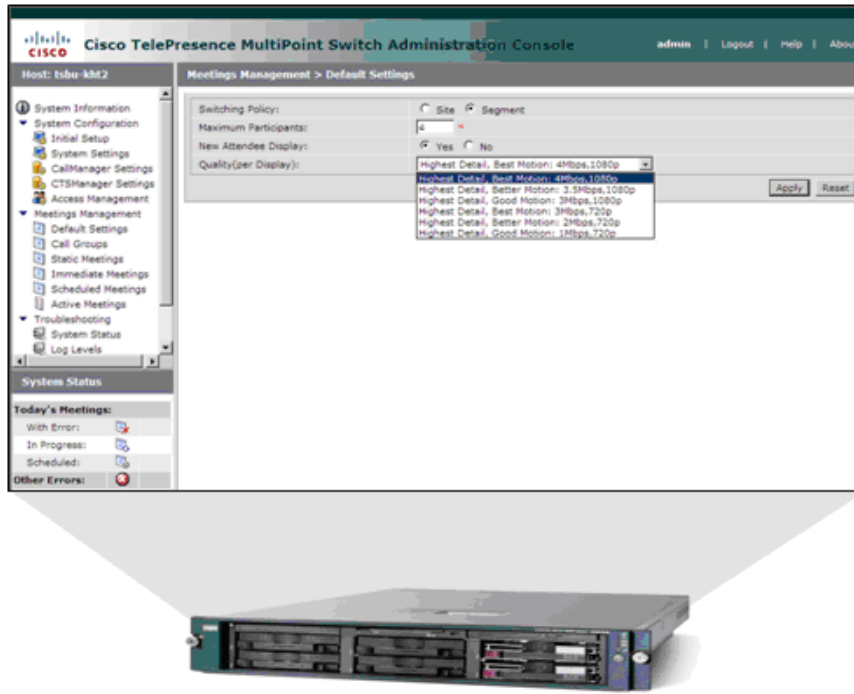 CISCO
Cisco TelePresence MultiPoint Switch Administration Console
admin | Logout | Help | Abou
Host: tsbu-kht2
Meetings Management > Default Settings
System Information
System Configuration
Initial Setup
System Settings
CallManager Settings
CTSManager Settings
Access Management
Meetings Management
Default Settings
Call Groups
Static Meetings
Immediate Meetings
Scheduled Meetings
Active Meetings
Troubleshooting
System Status
Log Levels
Switching Policy: Site Segment
Maximum Participants: 4 *
New Attendee Display: Yes No
Quality(per Display): Highest Detail, Best Motion: 4Mbps,1080p
Highest Detail, Best Motion: 4Mbps,1080p
Highest Detail, Better Motion: 3.5Mbps,1080p
Highest Detail, Good Motion: 3Mbps,1080p
Highest Detail, Best Motion: 3Mbps,720p
Highest Detail, Better Motion: 2Mbps,720p
Highest Detail, Good Motion: 1Mbps,720p
Apply Reset
System Status
Today's Meetings:
With Error:
In Progress:
Scheduled:
Other Errors: